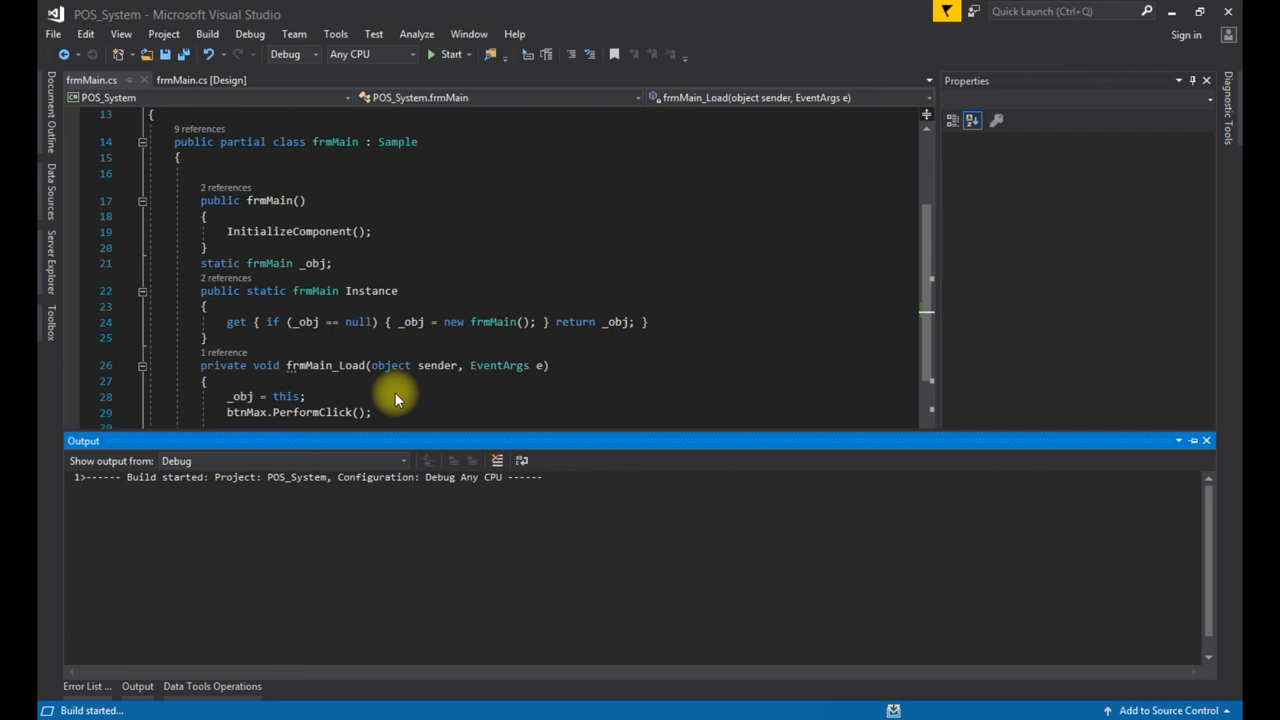 POS_System - Microsoft Visual Studio
Quick Launch (Ctrl+Q)
File Edit View Project Build Debug Team Tools Test Analyze Window Help
Sign in
Debug Any CPU Start
frmMain.cs frmMain.cs [Design]
Properties
POS_System POS_System.frmMain frmMain_Load(object sender, EventArgs e)
Document Outline
Data Sources
Server Explorer
Toolbox
Diagnostic Tools
13 {
9 references
14 public partial class frmMain : Sample
15 {
16
2 references
17 public frmMain()
18 {
19 InitializeComponent();
20 }
21 static frmMain _obj;
2 references
22 public static frmMain Instance
23 {
24 get { if (_obj == null) { _obj = new frmMain(); } return _obj; }
25 }
1 reference
26 private void frmMain_Load(object sender, EventArgs e)
27 {
28 _obj = this;
29 btnMax.PerformClick();
Output
Show output from: Debug
1>------ Build started: Project: POS_System, Configuration: Debug Any CPU ------
Error List ... Output Data Tools Operations
Build started... Add to Source Control